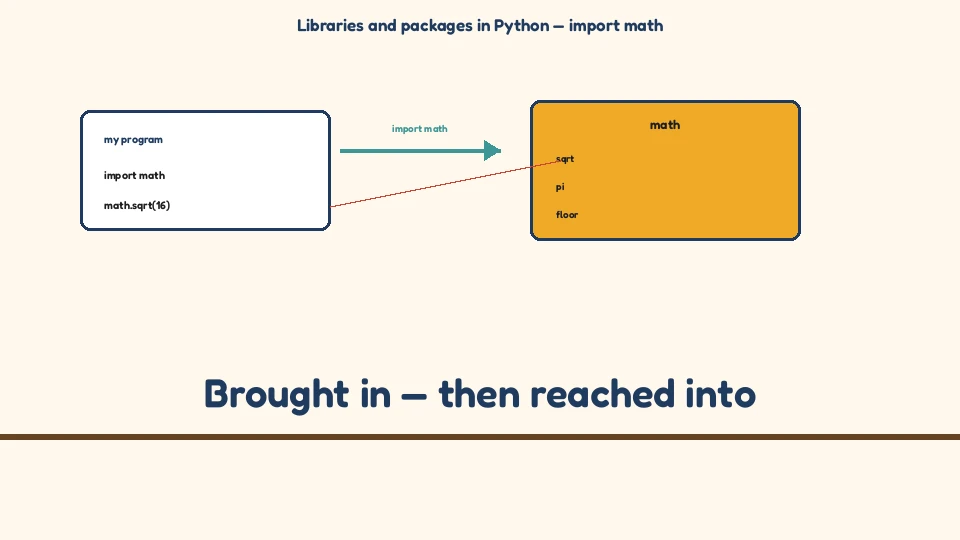 Libraries and packages in Python — import math
my program
import math
math.sqrt(16)
import math
math
sqrt
pi
floor
Brought in — then reached into